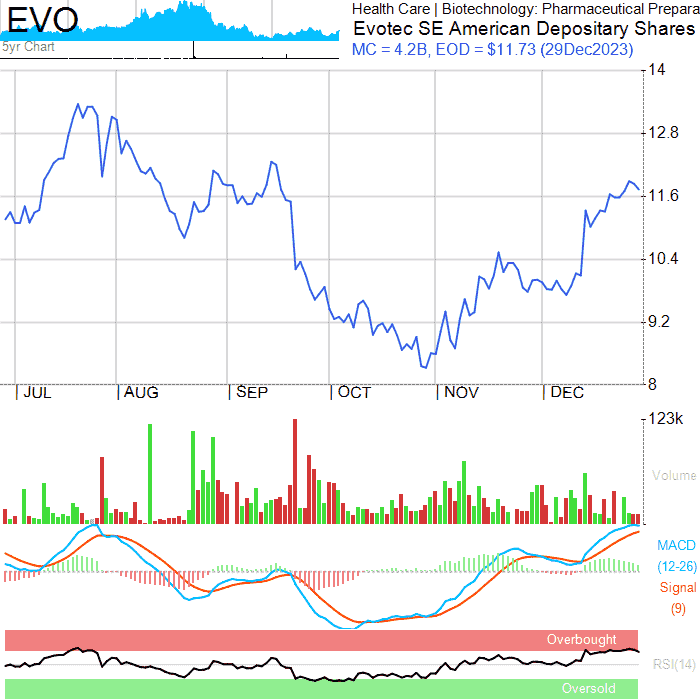 EVO
5yr Chart
Health Care | Biotechnology: Pharmaceutical Prepara
Evotec SE American Depositary Shares
MC = 4.2B, EOD = $11.73 (29Dec2023)
14
12.8
11.6
10.4
9.2
8
JUL AUG SEP OCT NOV DEC
123k
Volume
MACD
(12-26)
Signal
(9)
Overbought
RSI(14)
Oversold